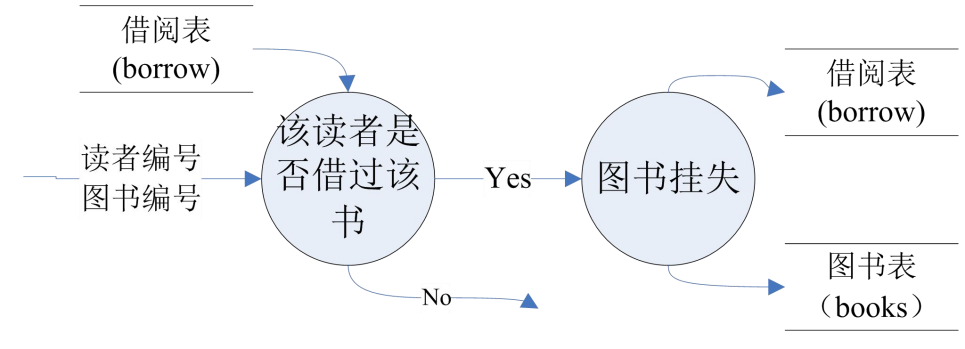 借阅表
(borrow)
读者编号
图书编号
该读者是
否借过该
书
Yes
No
图书挂失
借阅表
(borrow)
图书表
（books）